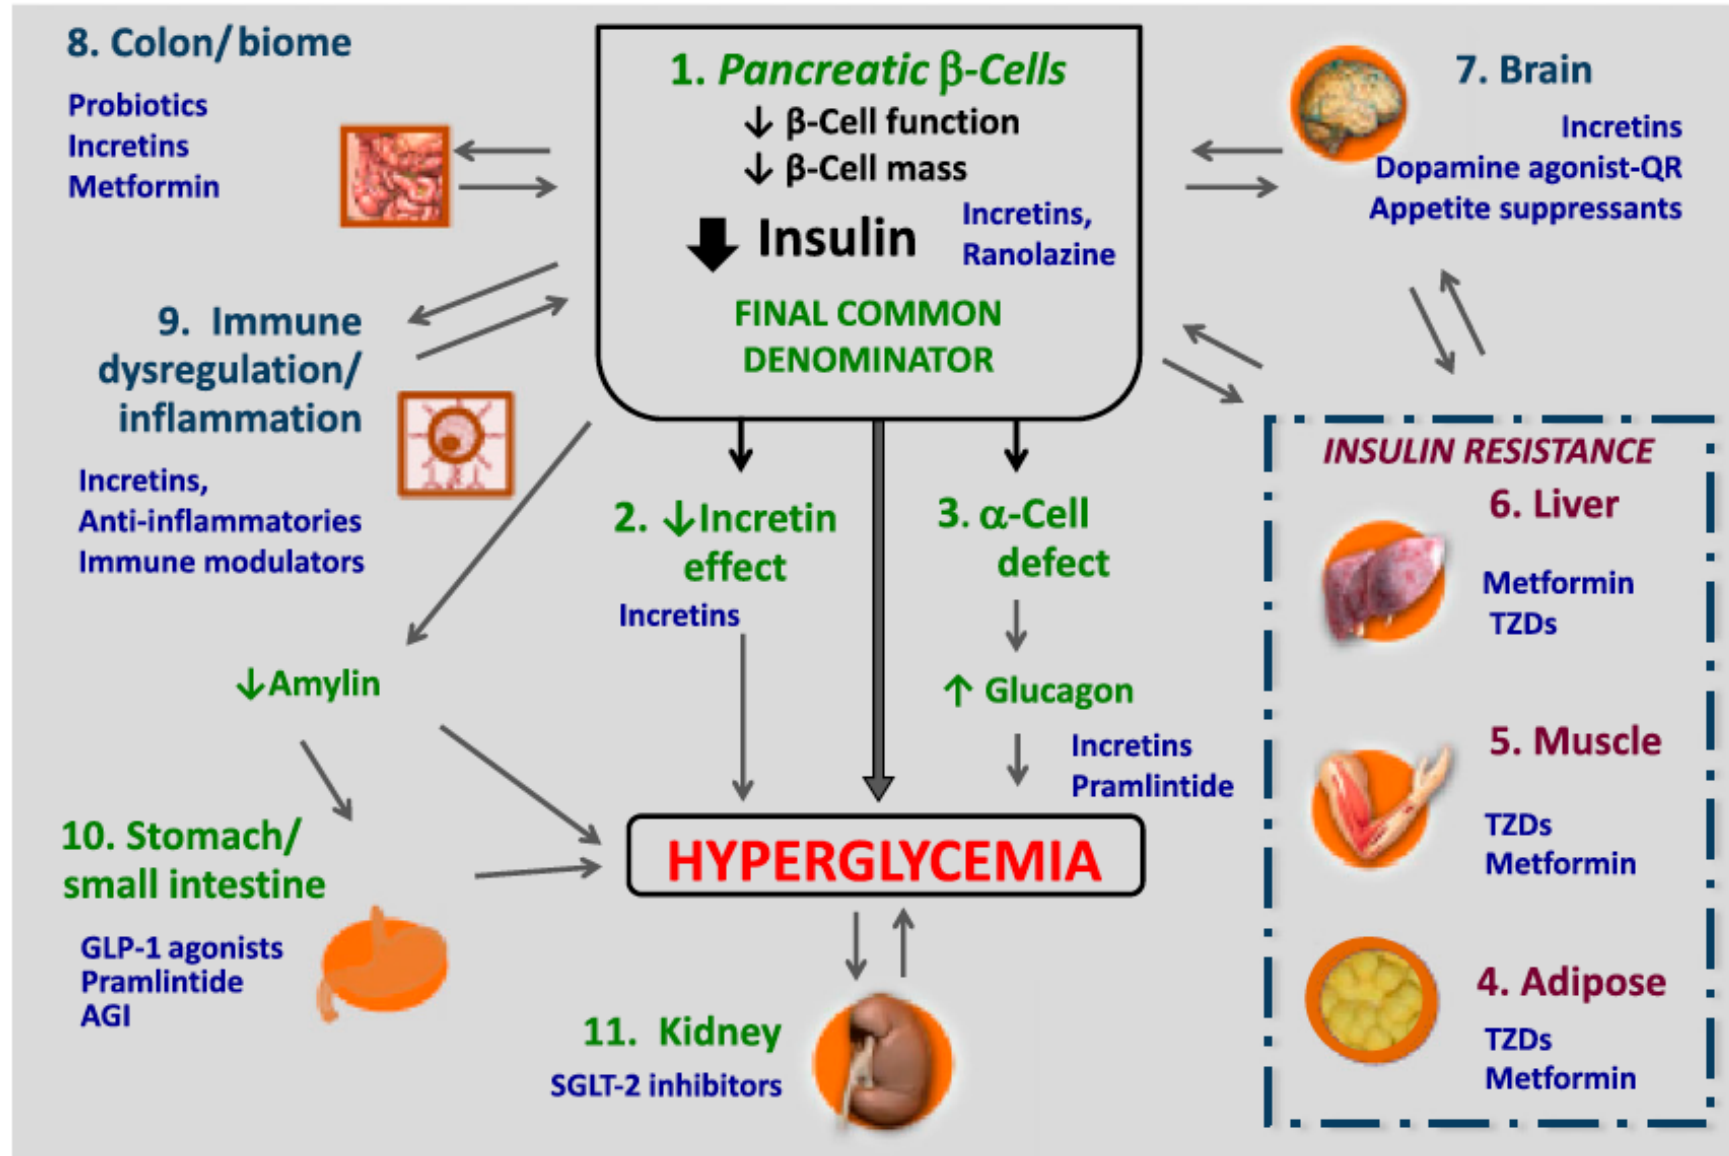 8. Colon/biome
Probiotics
Incretins
Metformin
1. Pancreatic β-Cells
↓ β-Cell function
↓ β-Cell mass
Insulin
Incretins,
Ranolazine
FINAL COMMON
DENOMINATOR
7. Brain
Incretins
Dopamine agonist-QR
Appetite suppressants
9. Immune
dysregulation/
inflammation
Incretins,
Anti-inflammatories
Immune modulators
2. ↓Incretin
effect
Incretins
3. α-Cell
defect
↑ Glucagon
Incretins
Pramlintide
↓Amylin
INSULIN RESISTANCE
6. Liver
Metformin
TZDs
5. Muscle
TZDs
Metformin
4. Adipose
TZDs
Metformin
10. Stomach/
small intestine
GLP-1 agonists
Pramlintide
AGI
HYPERGLYCEMIA
11. Kidney
SGLT-2 inhibitors